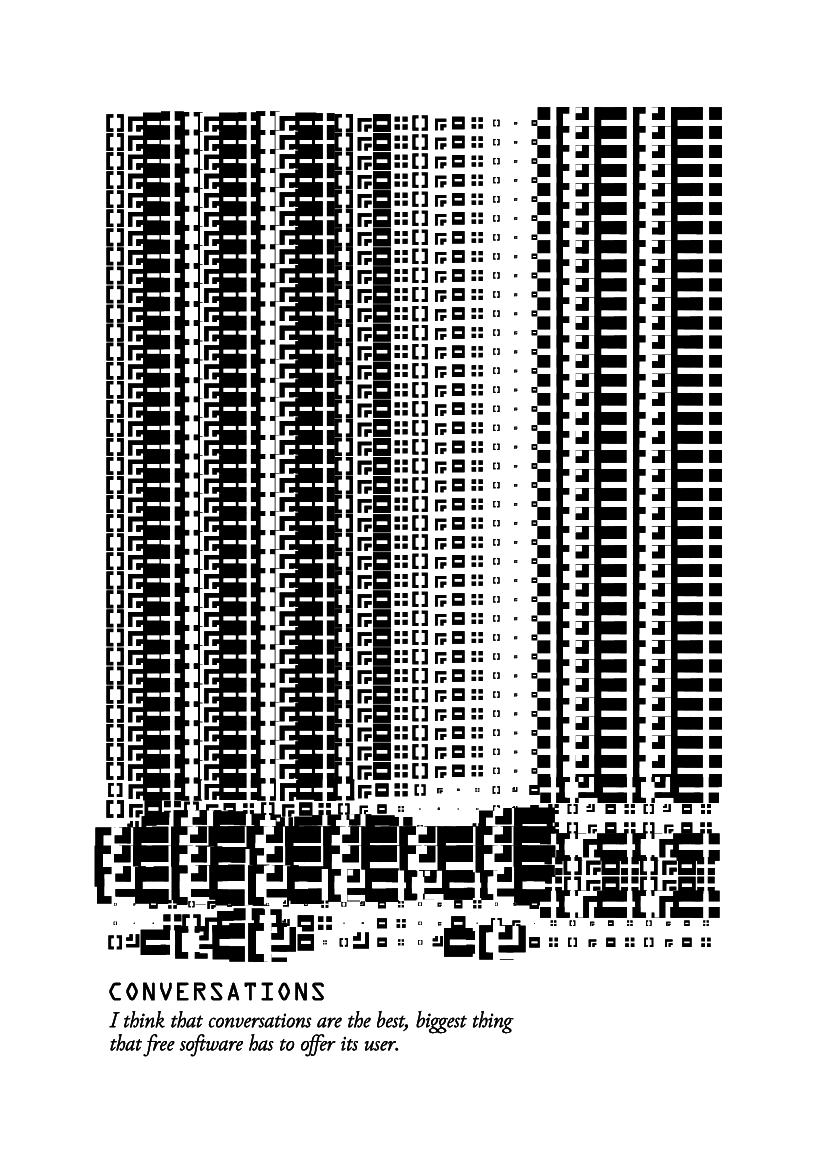 CONVERSATIONS
I think that conversations are the best, biggest thing
that free software has to offer its user.